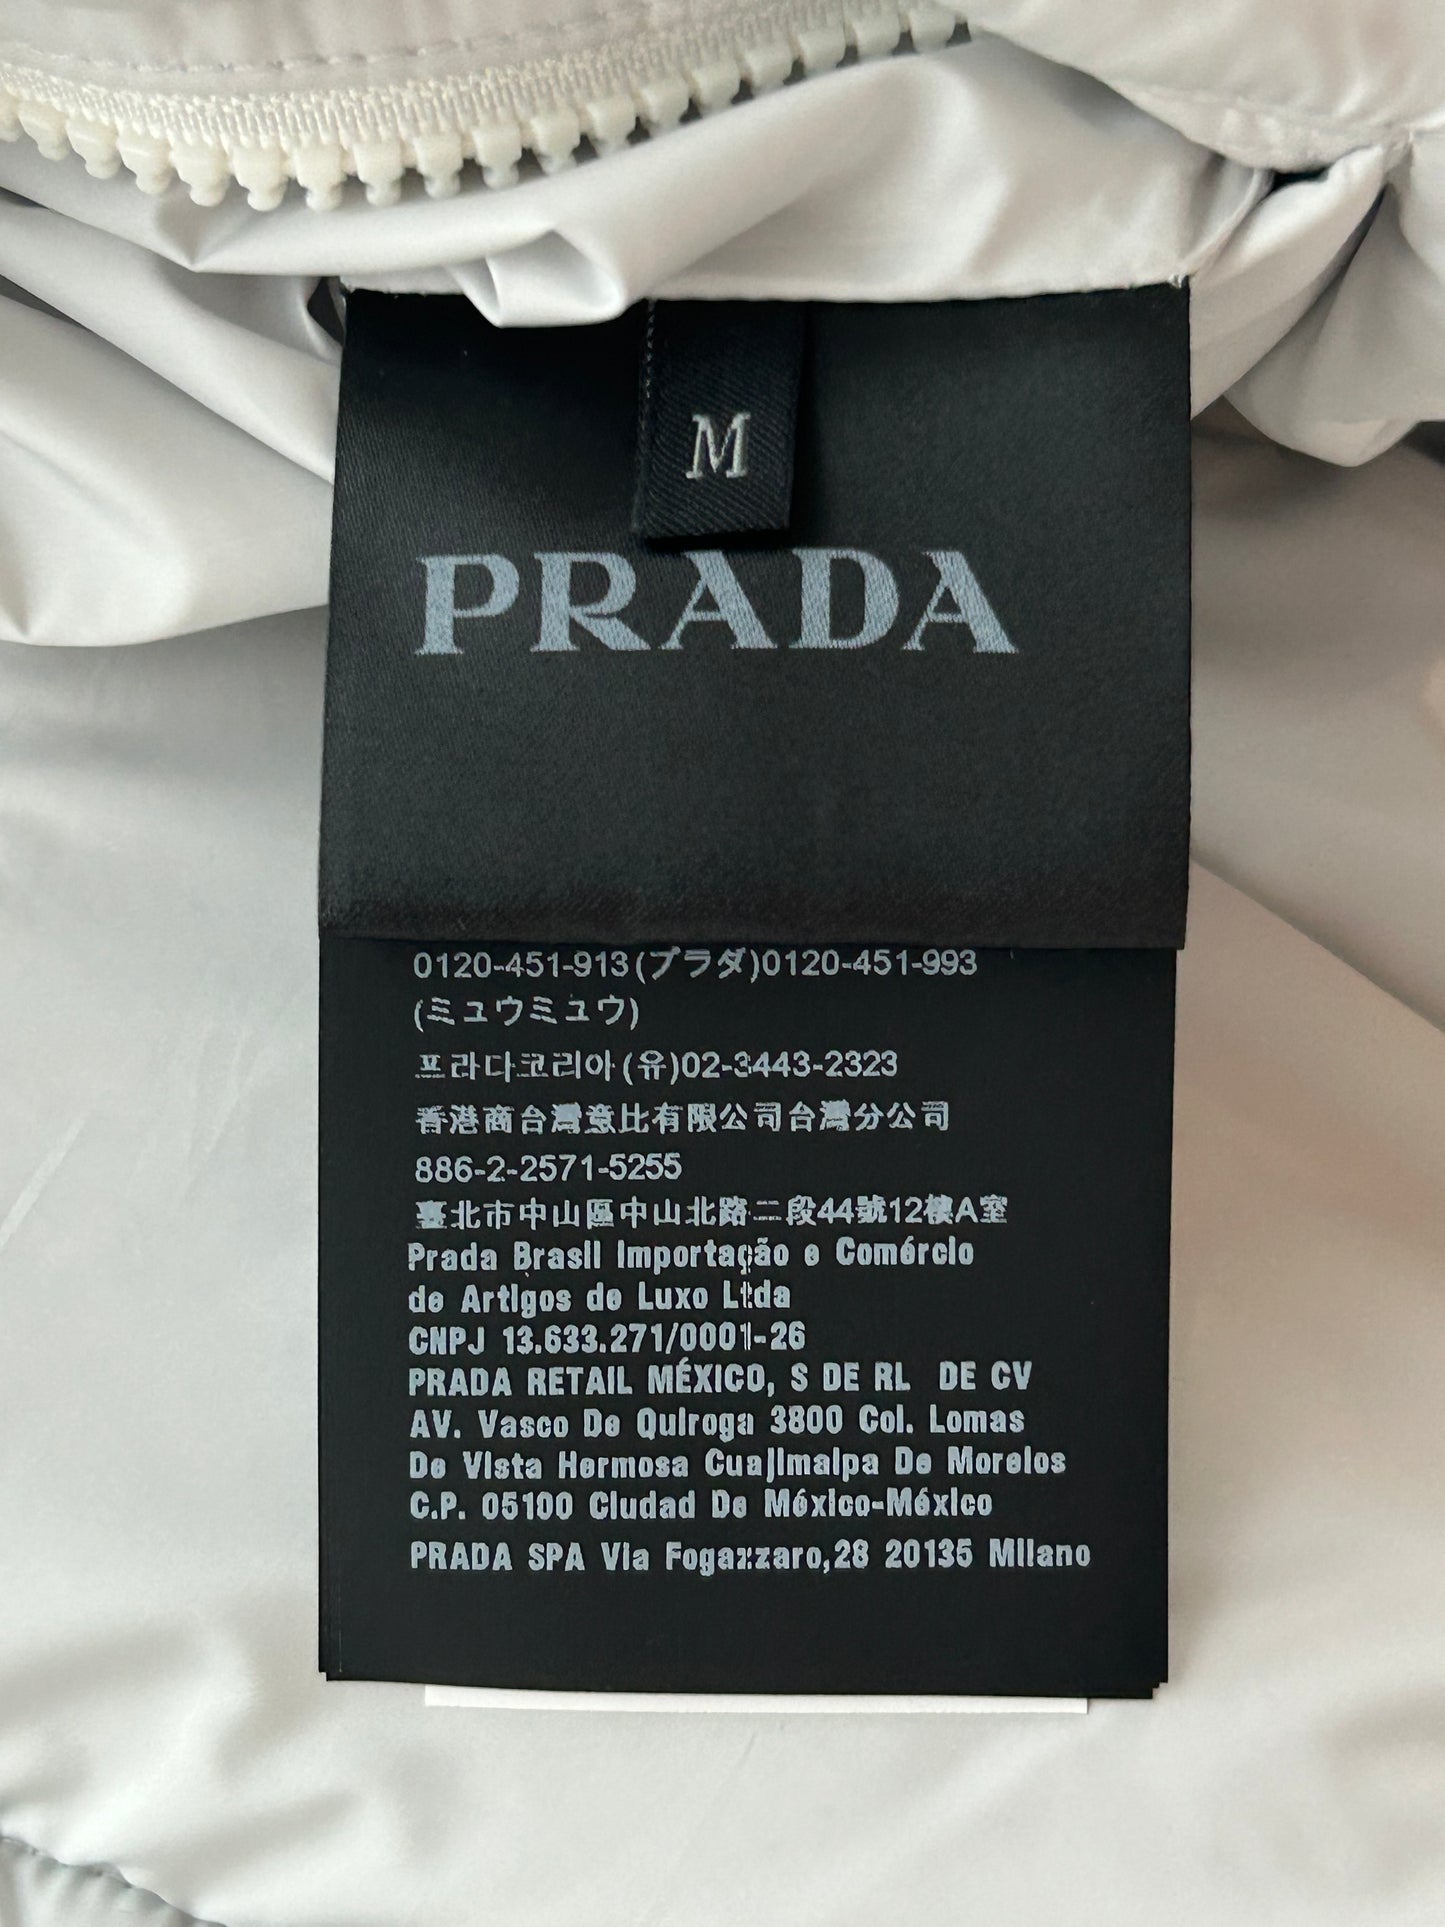 M
PRADA
0120-451-913(プラダ)0120-451-993
(ミュウミュウ)
프라다코리아(유)02-3443-2323
香港商台灣意比有限公司台灣分公司
886-2-2571-5255
臺北市中山區中山北路二段44號12樓A室
Prada Brasil Importação e Comércio
de Artigos de Luxo Ltda
CNPJ 13.633.271/0001-26
PRADA RETAIL MÉXICO, S DE RL DE CV
AV. Vasco De Quiroga 3800 Col. Lomas
De Vista Hermosa Cuajimalpa De Morelos
C.P. 05100 Ciudad De México-México
PRADA SPA Via Fogazzaro,28 20135 Milano